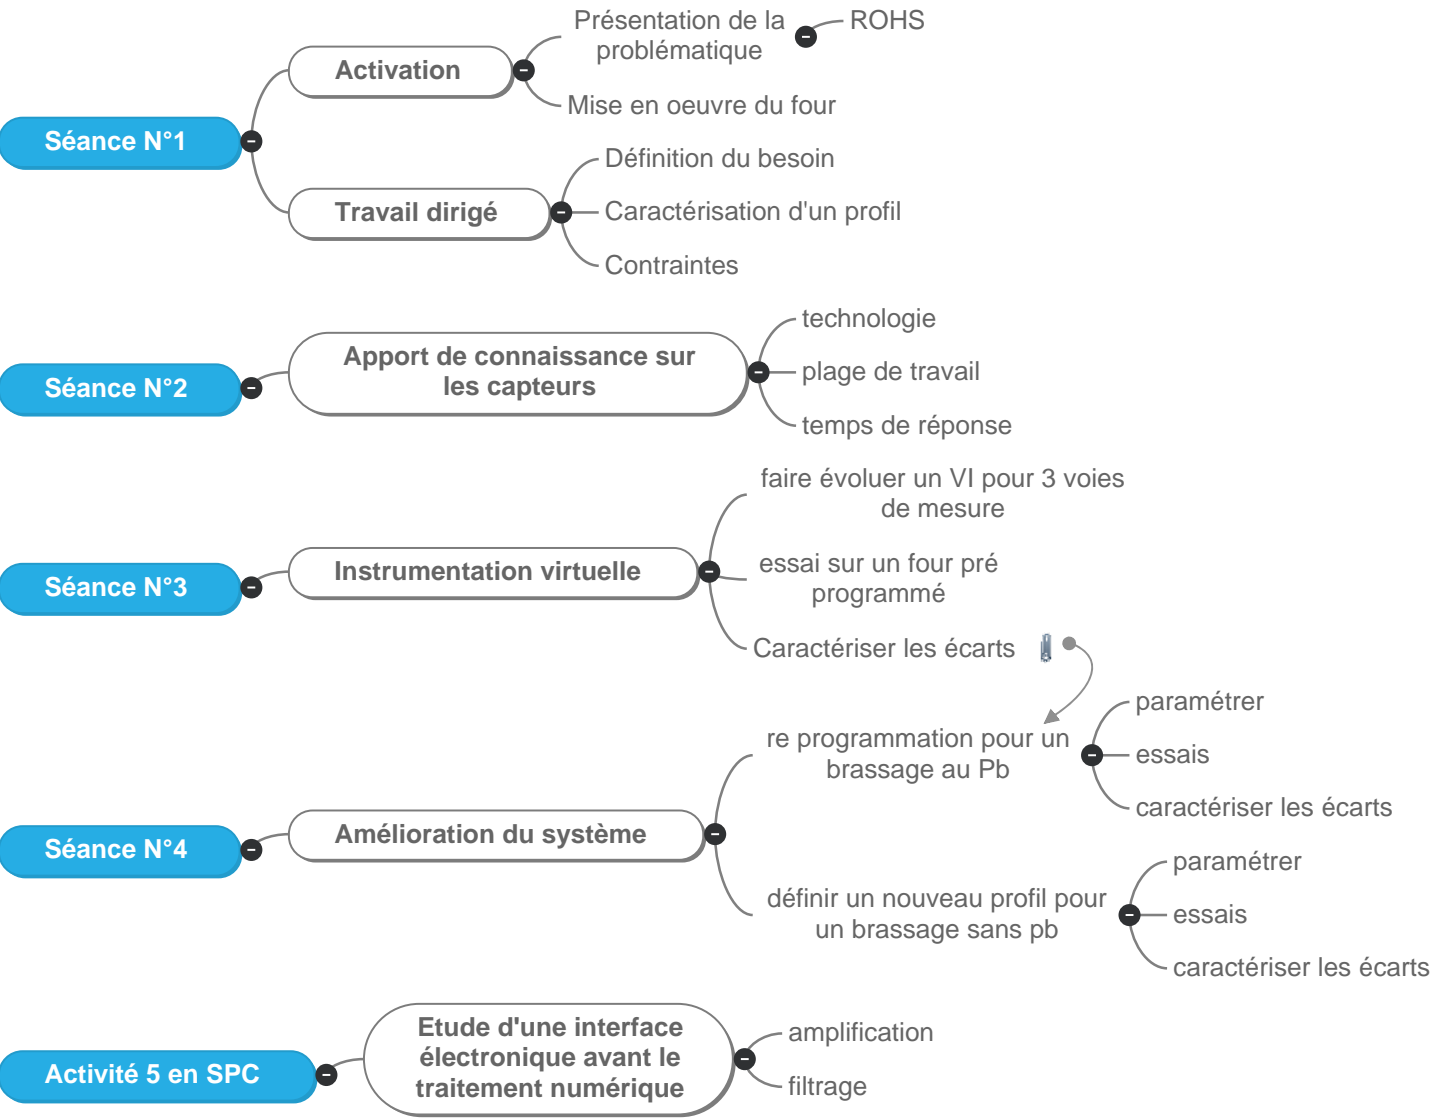 Séance N°1
Activation
Présentation de la
problématique
ROHS
Mise en oeuvre du four
Travail dirigé
Définition du besoin
Caractérisation d'un profil
Contraintes
Séance N°2
Apport de connaissance sur
les capteurs
technologie
plage de travail
temps de réponse
Séance N°3
Instrumentation virtuelle
faire évoluer un VI pour 3 voies
de mesure
essai sur un four pré
programmé
Caractériser les écarts
Séance N°4
Amélioration du système
re programmation pour un
brassage au Pb
paramétrer
essais
caractériser les écarts
définir un nouveau profil pour
un brassage sans pb
paramétrer
essais
caractériser les écarts
Activité 5 en SPC
Etude d'une interface
électronique avant le
traitement numérique
amplification
filtrage